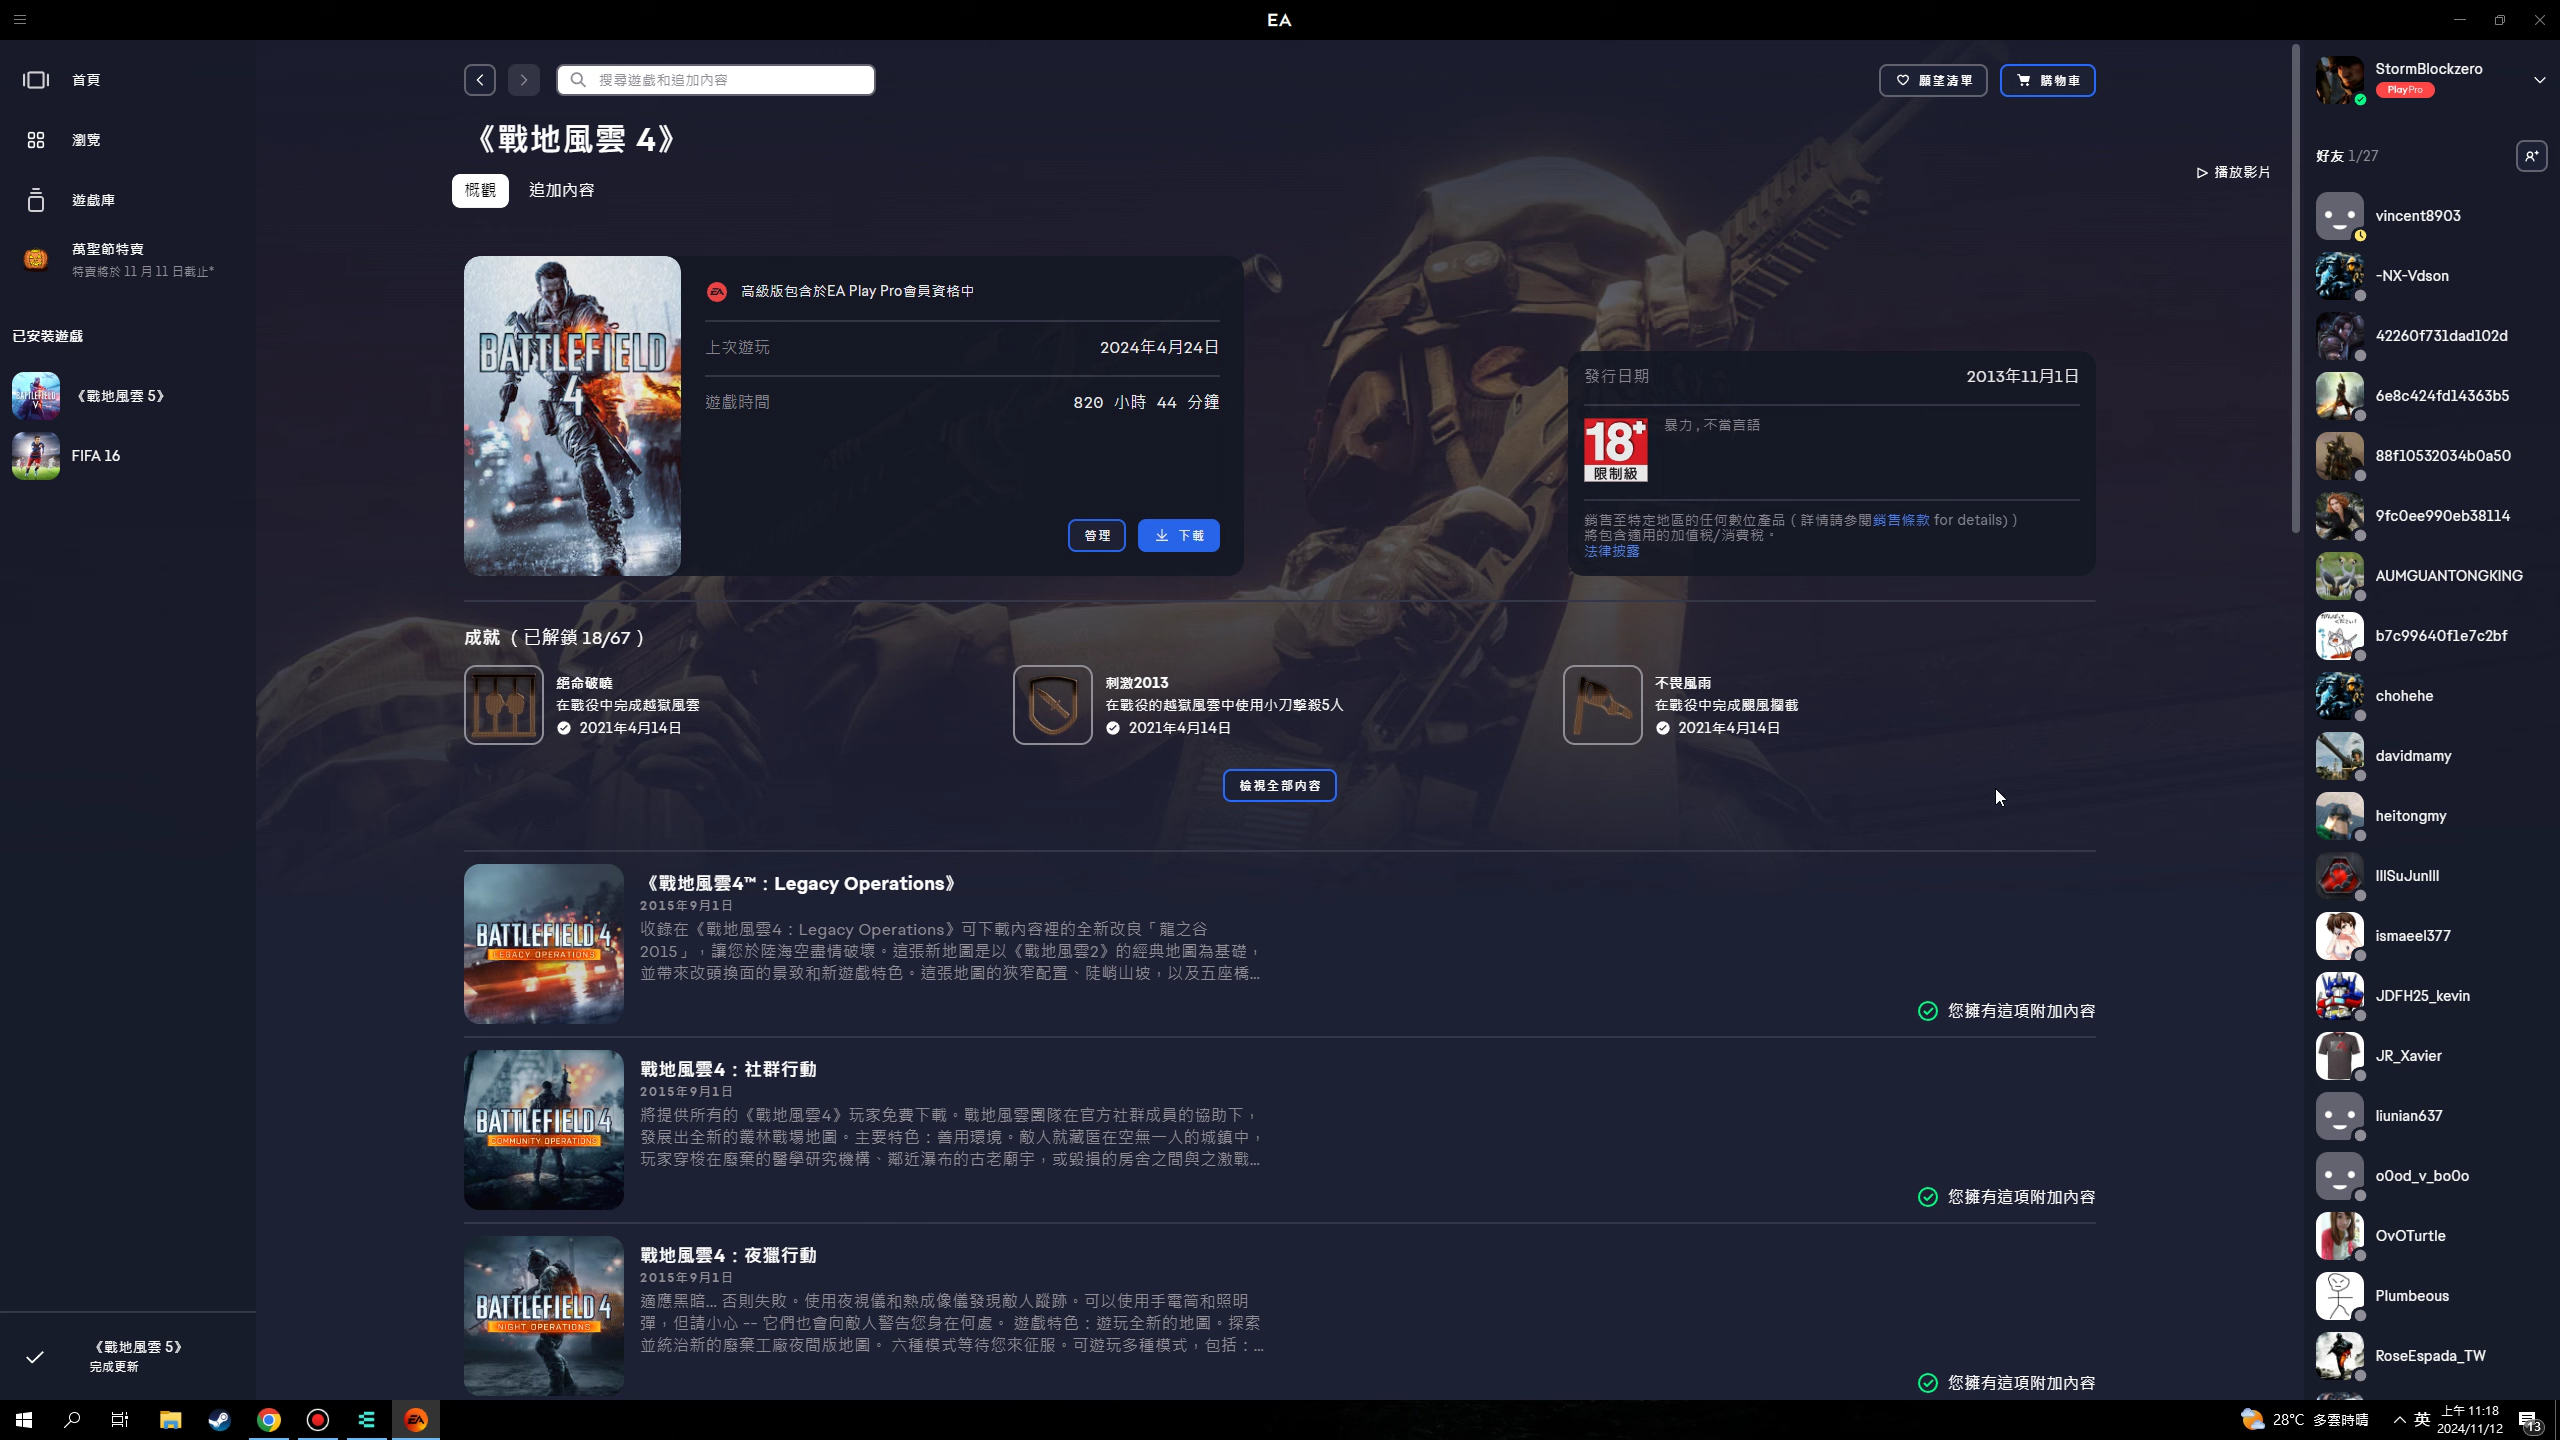 EA
首頁
瀏覽
遊戲庫
萬聖節特賣
特賣將於 11 月 11 日截止*
已安裝遊戲
《戰地風雲 5》
FIFA 16
《戰地風雲 5》
完成更新
搜尋遊戲和追加內容
願望清單
購物車
《戰地風雲 4》
概觀
追加內容
播放影片
BATTLEFIELD
4
高級版包含於EA Play Pro會員資格中
上次遊玩
2024年4月24日
遊戲時間
820 小時 44 分鐘
管理
下載
發行日期
2013年11月1日
18+
限制級
暴力 , 不當言語
銷售至特定地區的任何數位產品 ( 詳情請參閱銷售條款 for details) )
將包含適用的加值稅/消費稅。
法律披露
成就 ( 已解鎖 18/67 )
絕命破曉
在戰役中完成越獄風雲
2021年4月14日
刺激2013
在戰役的越獄風雲中使用小刀擊殺5人
2021年4月14日
不畏風雨
在戰役中完成颶風攔截
2021年4月14日
檢視全部內容
BATTLEFIELD 4
LEGACY OPERATIONS
《戰地風雲4™：Legacy Operations》
2015年9月1日
收錄在《戰地風雲4：Legacy Operations》可下載內容裡的全新改良「龍之谷
2015」，讓您於陸海空盡情破壞。這張新地圖是以《戰地風雲2》的經典地圖為基礎，
並帶來改頭換面的景致和新遊戲特色。這張地圖的狹窄配置、陡峭山坡，以及五座橋...
您擁有這項附加內容
BATTLEFIELD 4
COMMUNITY OPERATIONS
戰地風雲4：社群行動
2015年9月1日
將提供所有的《戰地風雲4》玩家免費下載。戰地風雲團隊在官方社群成員的協助下，
發展出全新的叢林戰場地圖。主要特色：善用環境。敵人就藏匿在空無一人的城鎮中，
玩家穿梭在廢棄的醫學研究機構、鄰近瀑布的古老廟宇，或毀損的房舍之間與之激戰...
您擁有這項附加內容
BATTLEFIELD 4
NIGHT OPERATIONS
戰地風雲4：夜獵行動
2015年9月1日
適應黑暗... 否則失敗。使用夜視儀和熱成像儀發現敵人蹤跡。可以使用手電筒和照明
彈，但請小心 -- 它們也會向敵人警告您身在何處。 遊戲特色：遊玩全新的地圖。探索
並統治新的廢棄工廠夜間版地圖。 六種模式等待您來征服。可遊玩多種模式，包括：...
您擁有這項附加內容
StormBlockzero
Play Pro
好友 1/27
vincent8903
-NX-Vdson
42260f731dad102d
6e8c424fd14363b5
88f10532034b0a50
9fc0ee990eb38114
AUMGUANTONGKING
b7c99640f1e7c2bf
chohehe
davidmamy
heitongmy
lllSuJunlll
ismaeel377
JDFH25_kevin
JR_Xavier
liunian637
o0od_v_bo0o
OvOTurtle
Plumbeous
RoseEspada_TW
28°C 多雲時晴
英
上午 11:18
2024/11/12
13